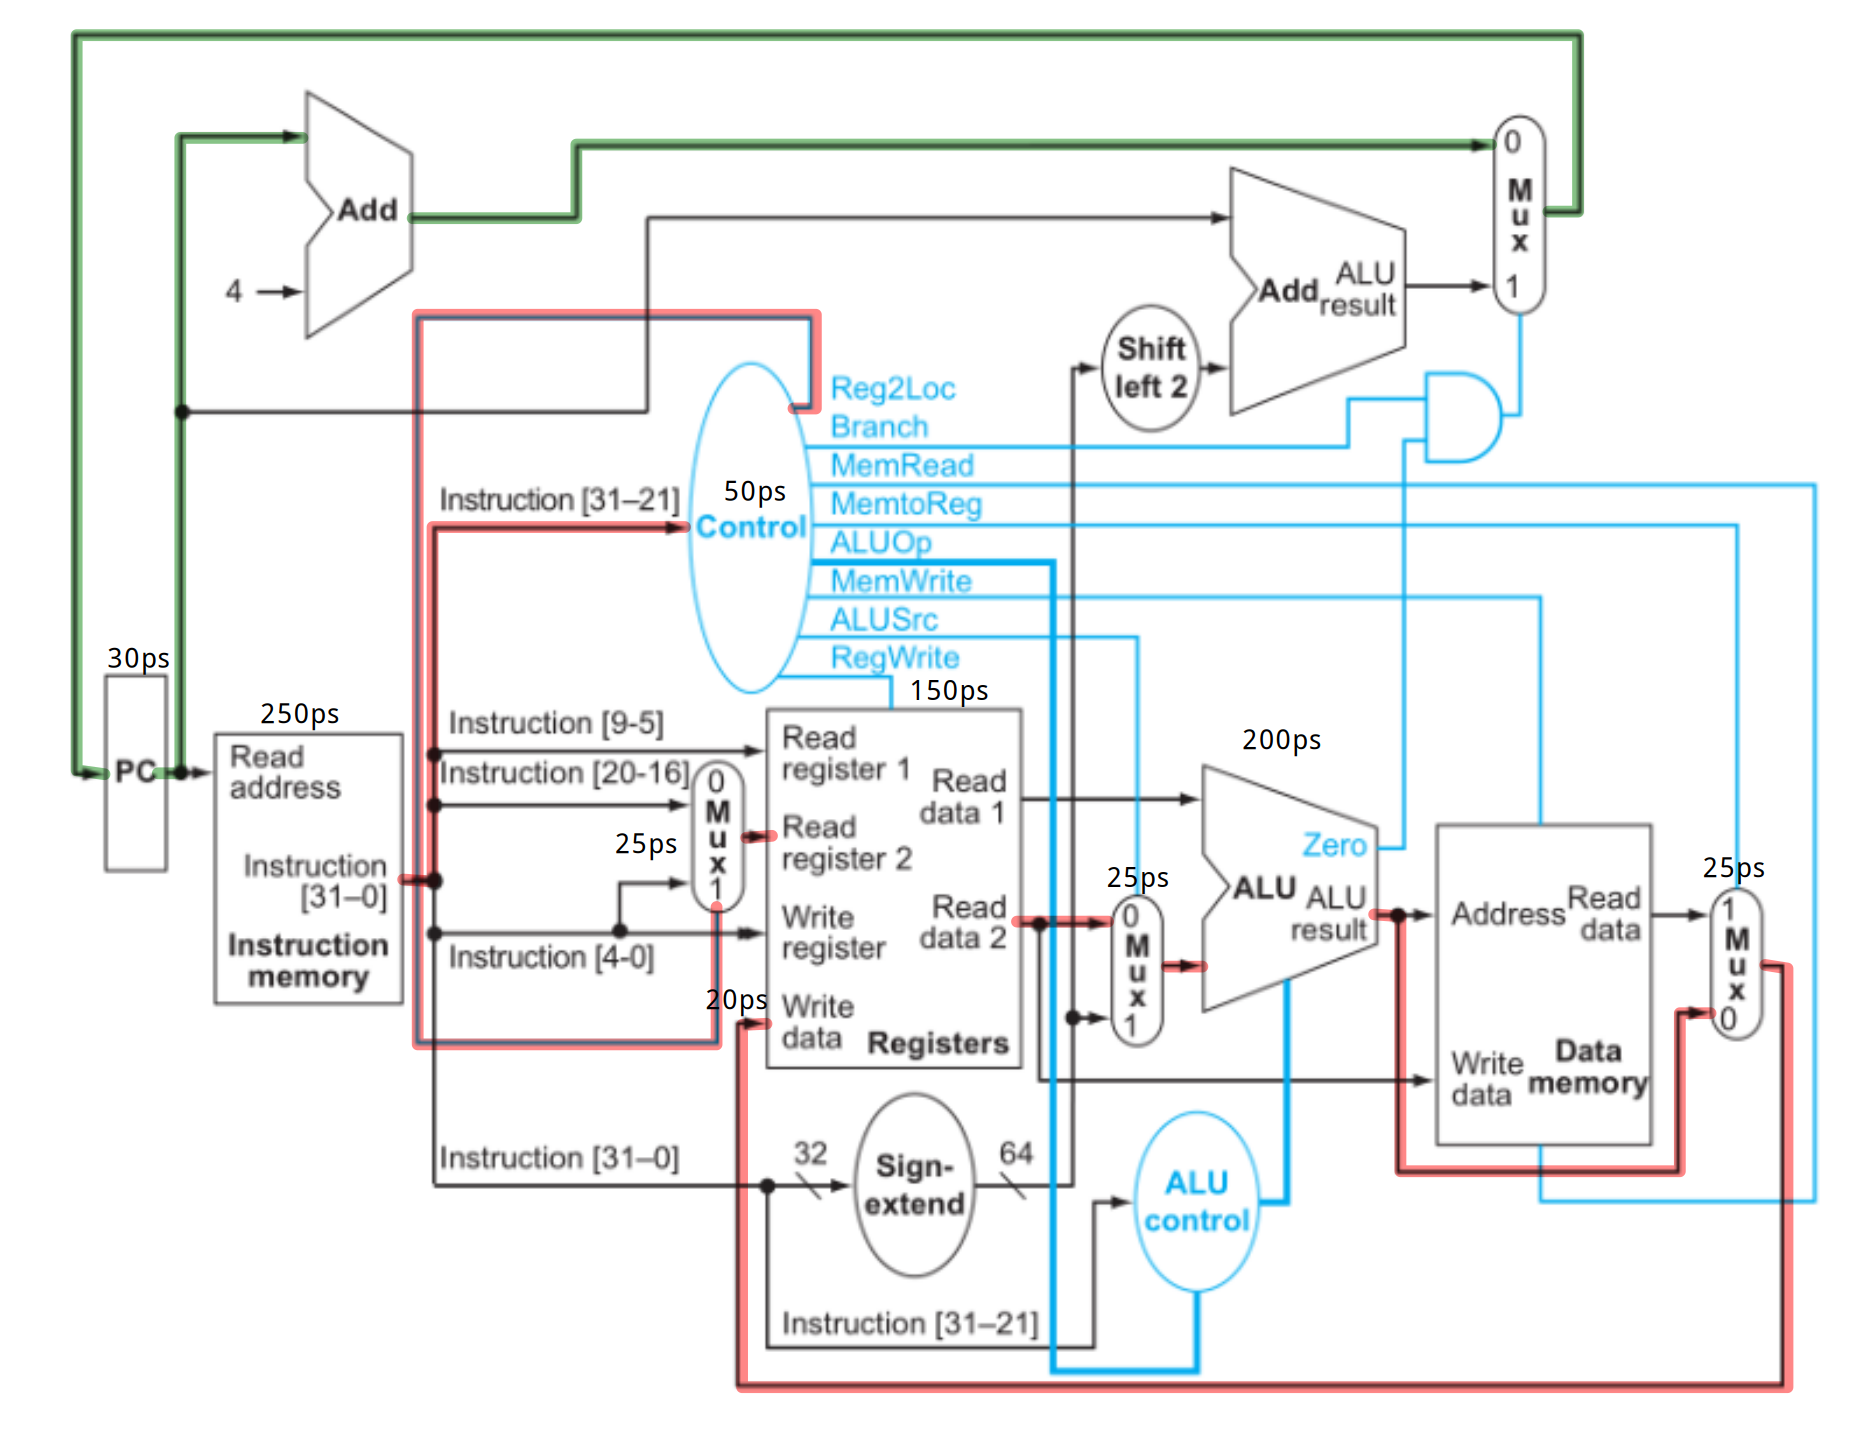 0
M
u
x
1
Add
4
Add
ALU
result
Shift
left 2
Reg2Loc
Branch
MemRead
MemtoReg
ALUOp
MemWrite
ALUSrc
RegWrite
50ps
Control
Instruction [31–21]
30ps
PC
250ps
Read
address
Instruction
[31–0]
Instruction
memory
Instruction [9-5]
Instruction [20-16]
Instruction [4-0]
0
M
u
x
1
25ps
20ps
150ps
Read
register 1
Read
register 2
Write
register
Write
data
Read
data 1
Read
data 2
Registers
25ps
0
M
u
x
1
200ps
Zero
ALU
ALU
result
Address
Read
data
Write
data
Data
memory
25ps
1
M
u
x
0
Instruction [31–0]
32
Sign-
extend
64
ALU
control
Instruction [31–21]